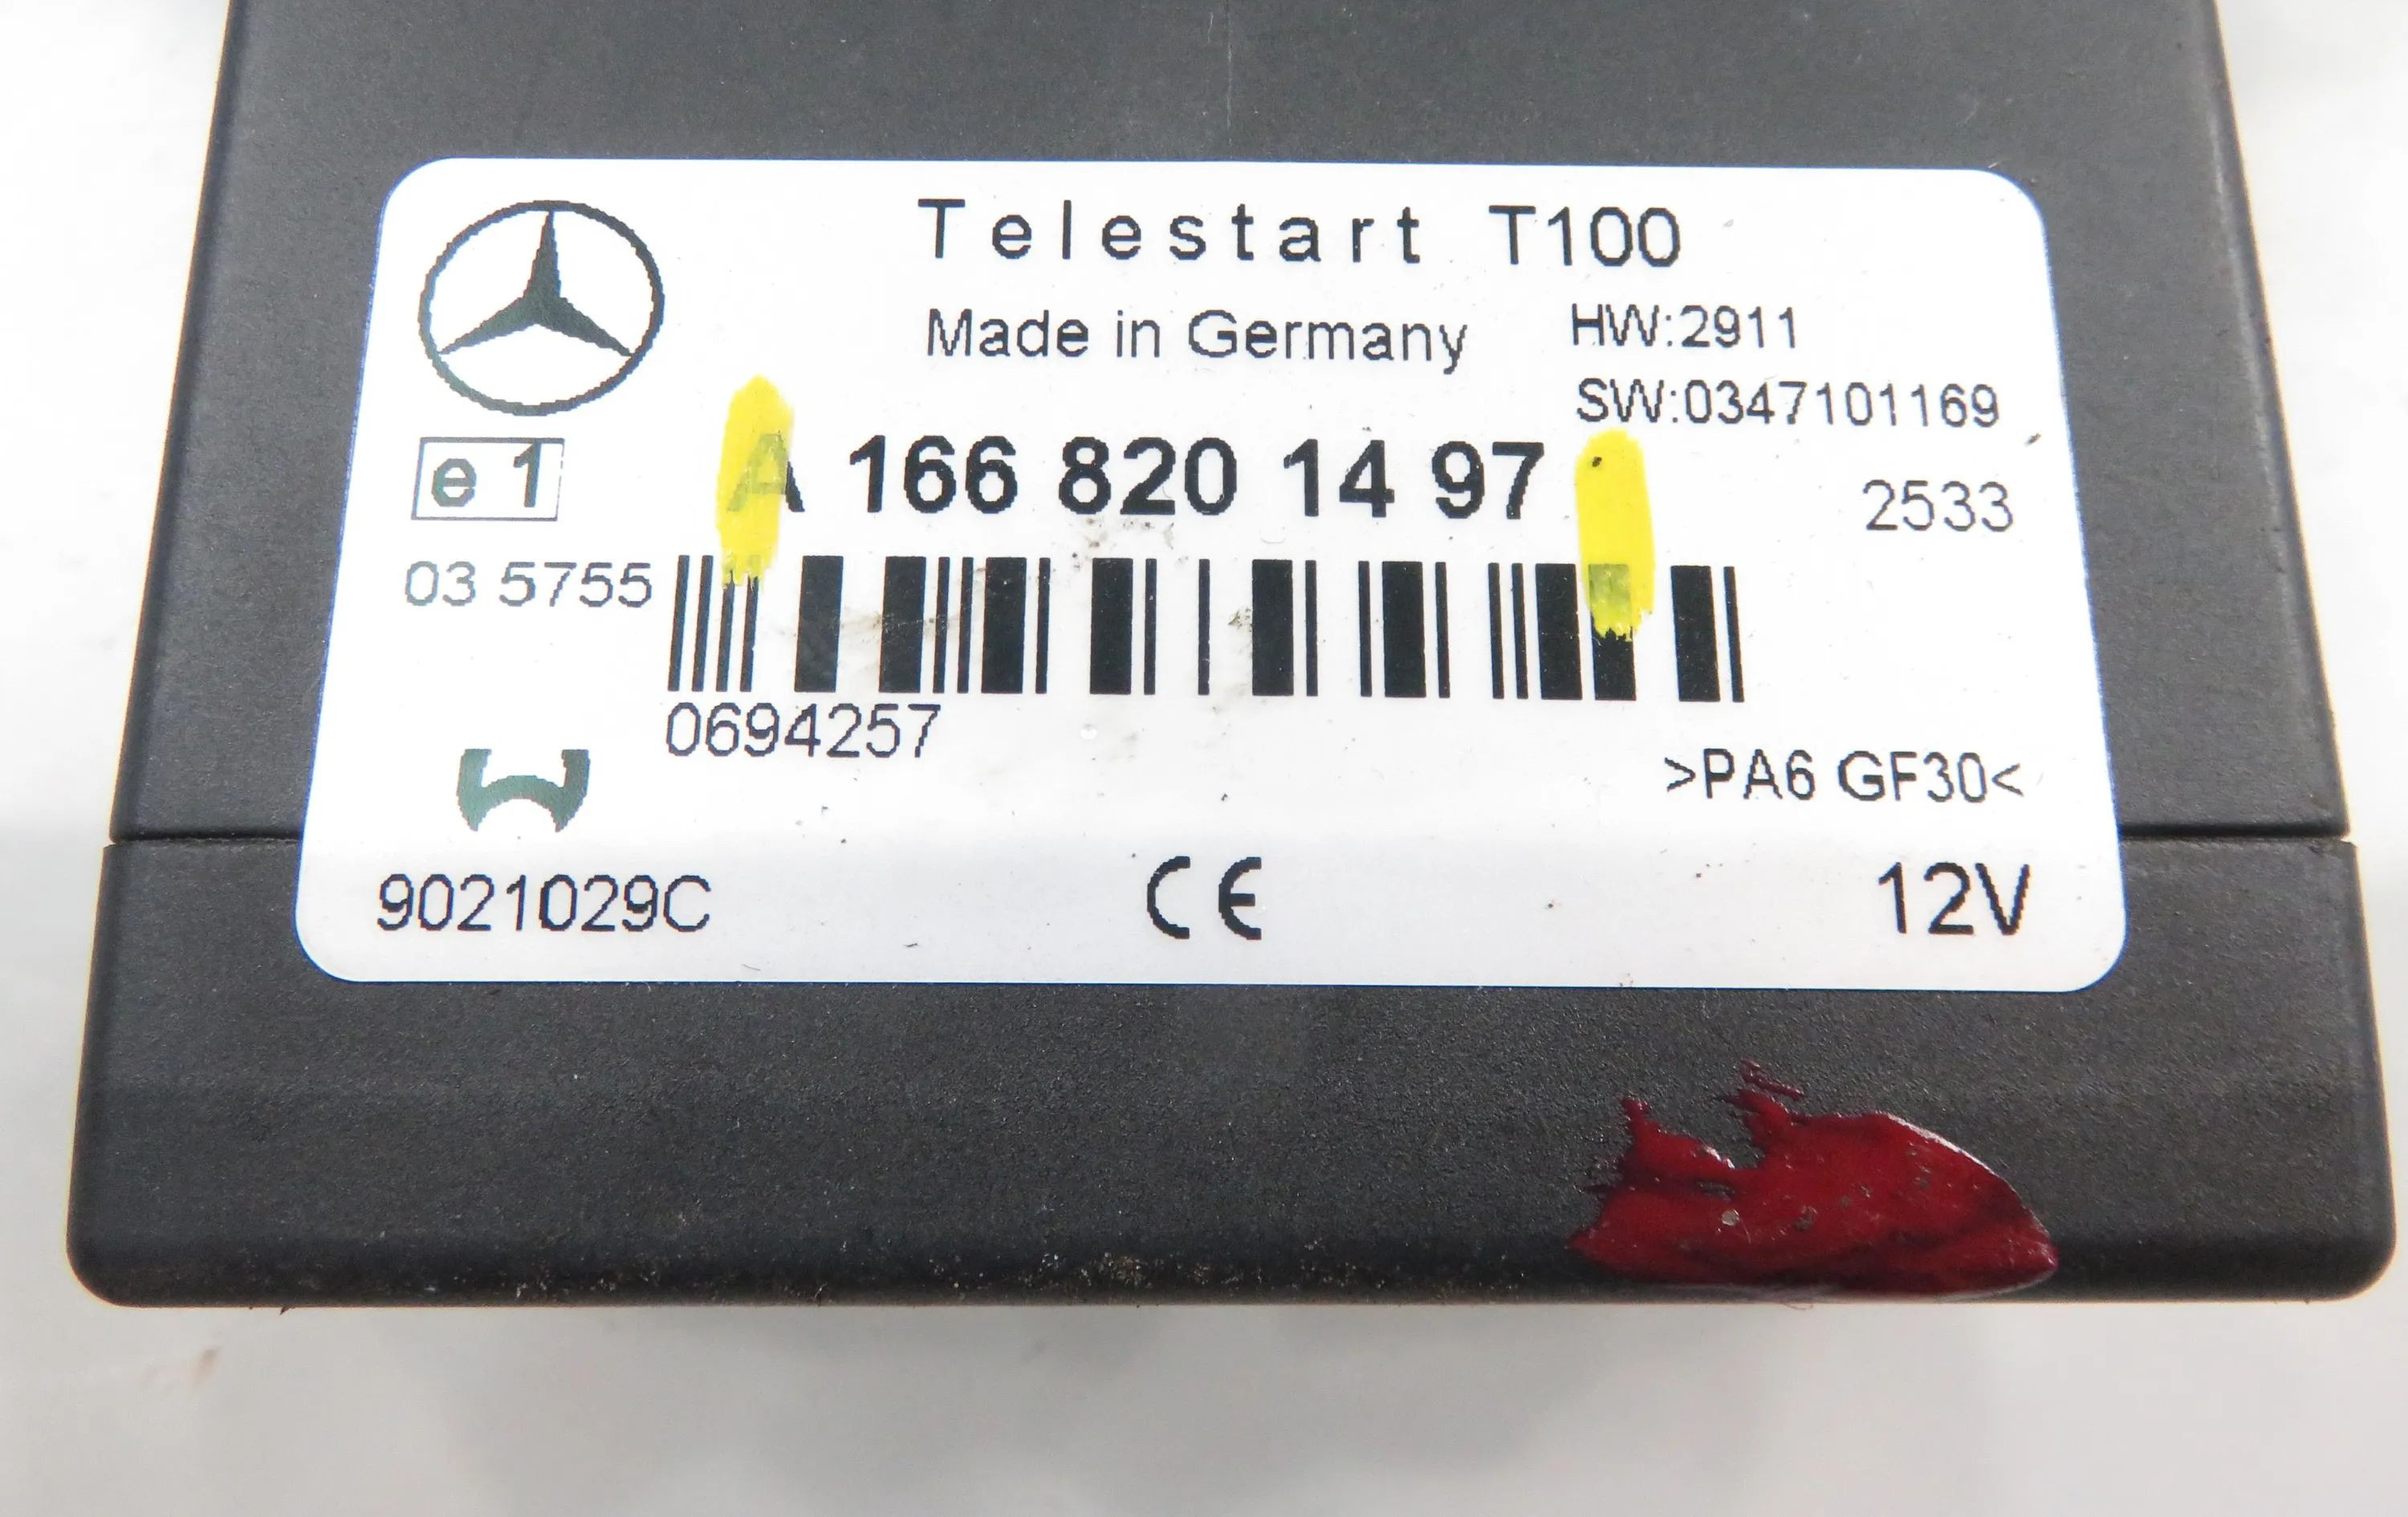 Telestart T100
Made in Germany
HW:2911
SW:0347101169
e1
A 166 820 14 97
2533
03 5755
0694257
>PA6 GF30<
9021029C
CE
12V